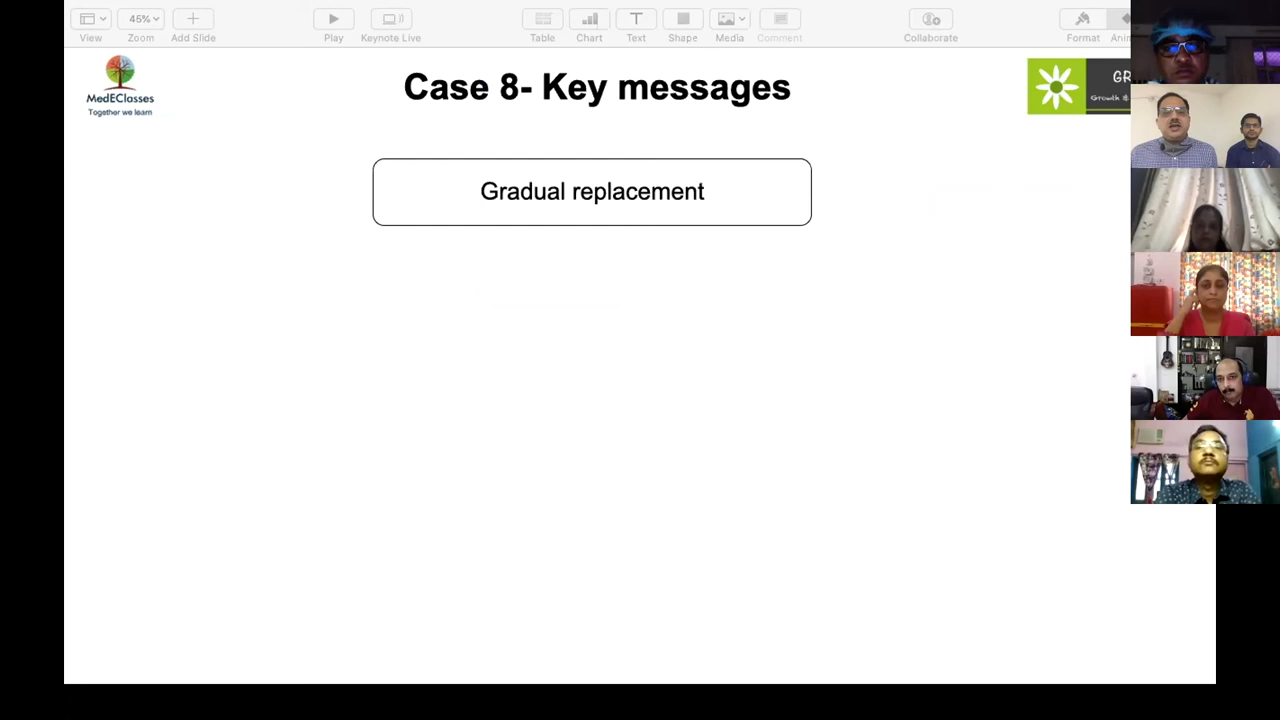 45%
View
Zoom
Add Slide
Play
Keynote Live
Table
Chart
Text
Shape
Media
Comment
Collaborate
Format
MedEClasses
Together we learn
Case 8- Key messages
Gradual replacement